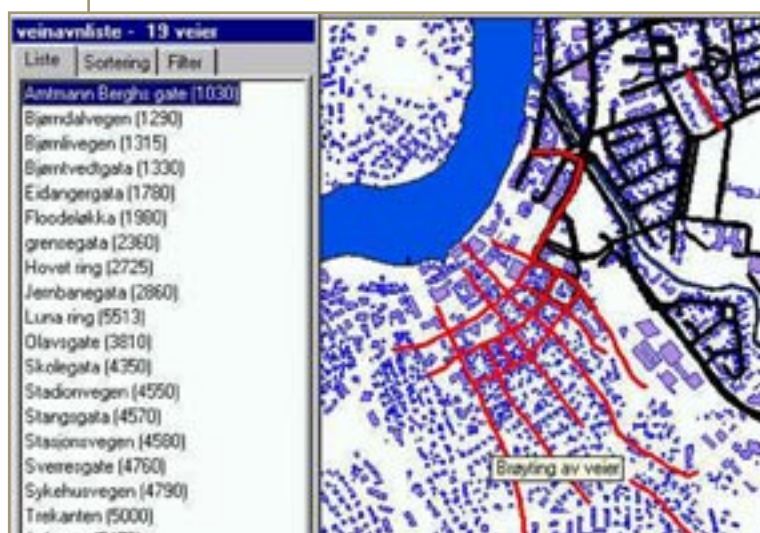 veinavnliste - 19 veier
Liste Sortering Filter
Amtmann Berghs gate (1030)
Bjørndalvegen (1290)
Bjørnlivegen (1315)
Bjørntvedtgata (1330)
Eidangergata (1780)
Floodeløkka (1980)
grensegata (2360)
Hovet ring (2725)
Jernbanegata (2860)
Luna ring (5513)
Olavsgate (3810)
Skolegata (4350)
Stadionvegen (4550)
Stangsgata (4570)
Stasjonsvegen (4580)
Sverresgate (4760)
Sykehusvegen (4790)
Trekanten (5000)
Brøyting av veier